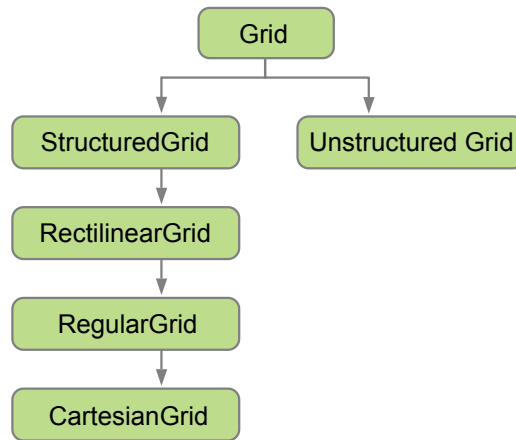 Grid
StructuredGrid
Unstructured Grid
RectilinearGrid
RegularGrid
CartesianGrid